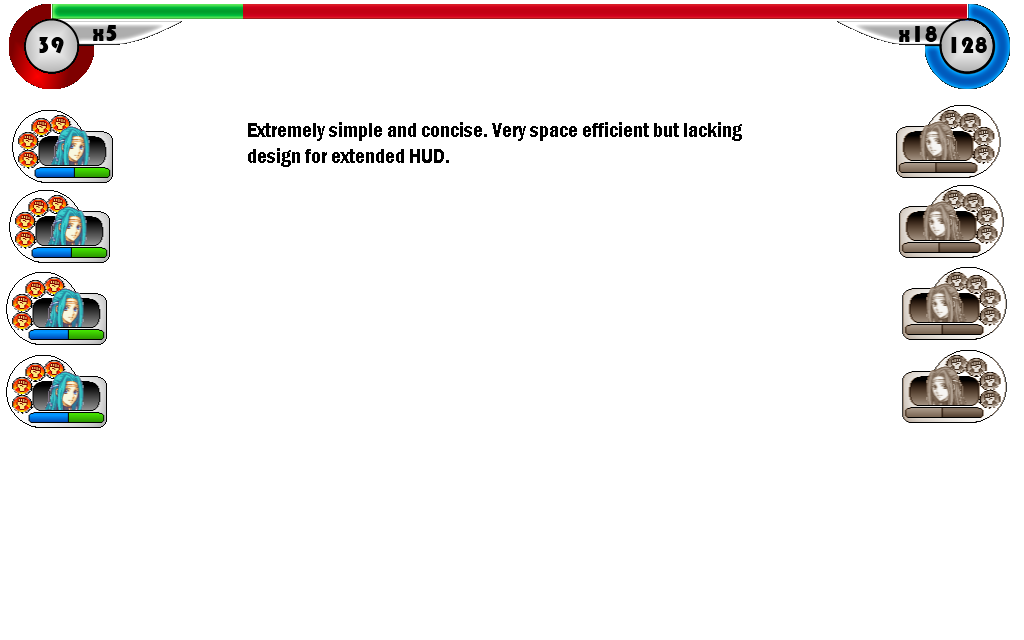 39 x5 x18 128
Extremely simple and concise. Very space efficient but lacking
design for extended HUD.